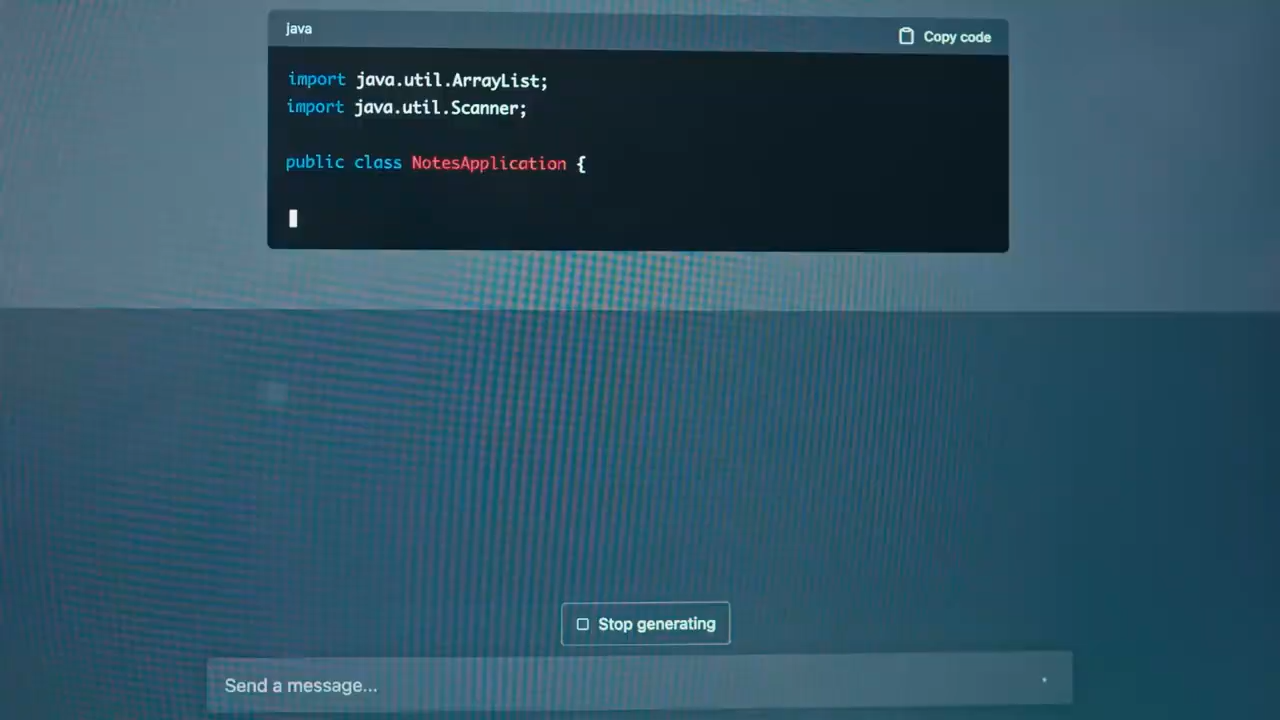 java
Copy code
import java.util.ArrayList;
import java.util.Scanner;
public class NotesApplication {
Stop generating
Send a message...